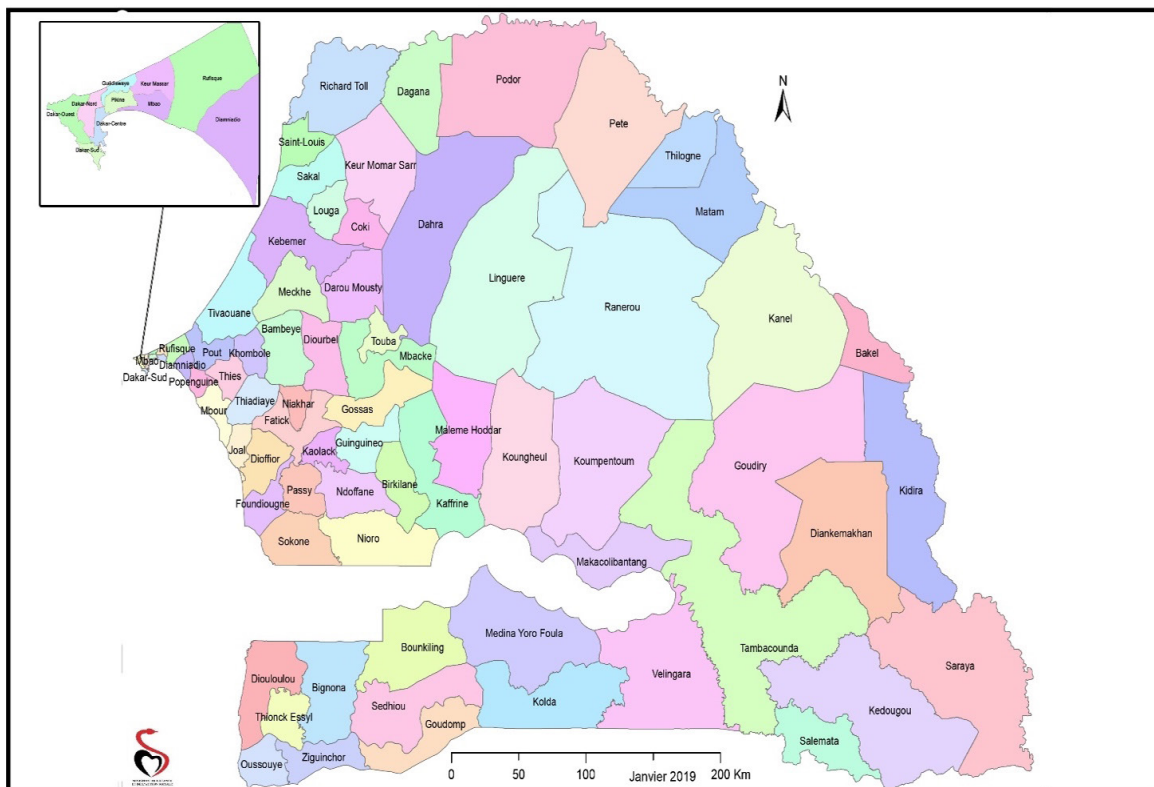 Guediawaye
Keur Massar
Rufisque
Dakar-Nord
Pikine
Mbao
Dakar-Ouest
Dakar-Centre
Diamniadio
Dakar-Sud
N
Podor
Richard Toll
Dagana
Pete
Saint-Louis
Thilogne
Keur Momar Sarr
Sakal
Louga
Matam
Coki
Dahra
Kebemer
Linguere
Ranerou
Darou Mousty
Meckhe
Tivaouane
Kanel
Bambeye
Diourbel
Touba
Rufisque
Pout
Khombole
Mbacke
Bakel
Mbao
Diamniadio
Thies
Dakar-Sud
Popenguine
Thiadiaye
Niakhar
Mbour
Gossas
Fatick
Maleme Hoddar
Guinguineo
Joal
Dioffior
Kaolack
Koungheul
Koumpentoum
Goudiry
Kidira
Birkilane
Passy
Ndoffane
Foundiougne
Kaffrine
Diankemakhan
Sokone
Nioro
Makacolibantang
Medina Yoro Foula
Bounkiling
Tambacounda
Saraya
Diouloulou
Velingara
Bignona
Sedhiou
Kolda
Kedougou
Thionck Essyl
Goudomp
Salemata
Oussouye
Ziguinchor
0 50 100 200 Km
Janvier 2019